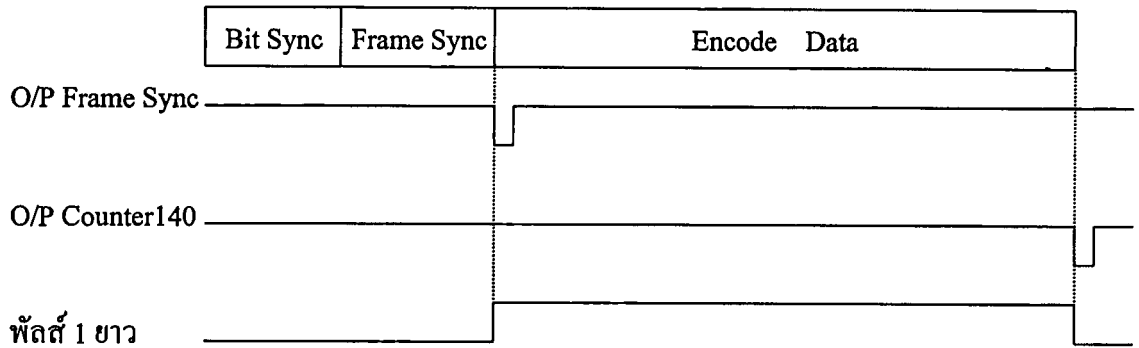 Bit Sync Frame Sync Encode Data
O/P Frame Sync
O/P Counter140
พัลส์ 1 ยาว